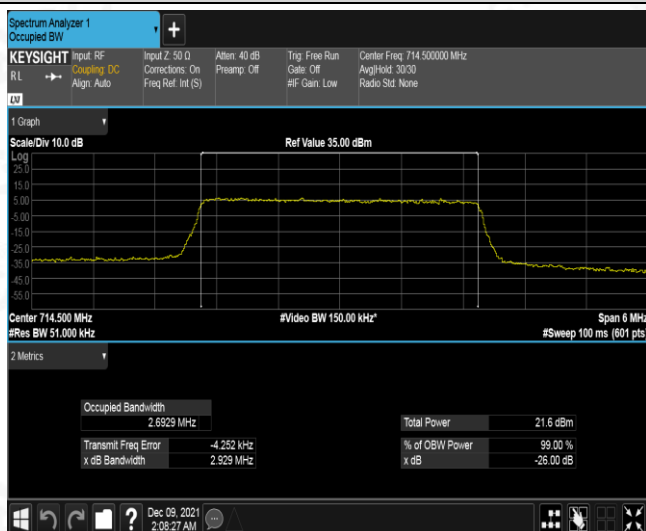 Spectrum Analyzer 1
Occupied BW
+
KEYSIGHT Input: RF Input Z: 50 Ω Atten: 40 dB Trig: Free Run Center Freq: 714.500000 MHz
RL Coupling: DC Corrections: On Preamp: Off Gate: Off Avg|Hold: 30/30
Align: Auto Freq Ref: Int (S) #IF Gain: Low Radio Std: None
LXI
1 Graph
Scale/Div 10.0 dB Ref Value 35.00 dBm
Log
25.0
15.0
5.00
-5.00
-15.0
-25.0
-35.0
-45.0
-55.0
Center 714.500 MHz #Video BW 150.00 kHz* Span 6 MHz
#Res BW 51.000 kHz #Sweep 100 ms (601 pts)
2 Metrics
Occupied Bandwidth
2.6929 MHz Total Power 21.6 dBm
Transmit Freq Error -4.252 kHz % of OBW Power 99.00 %
x dB Bandwidth 2.929 MHz x dB -26.00 dB
? Dec 09, 2021
2:08:27 AM